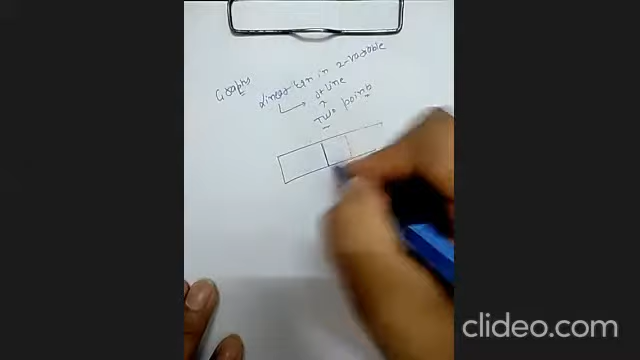 Graphs
Linear eqn in 2-variable
st line
Two points
clideo.com